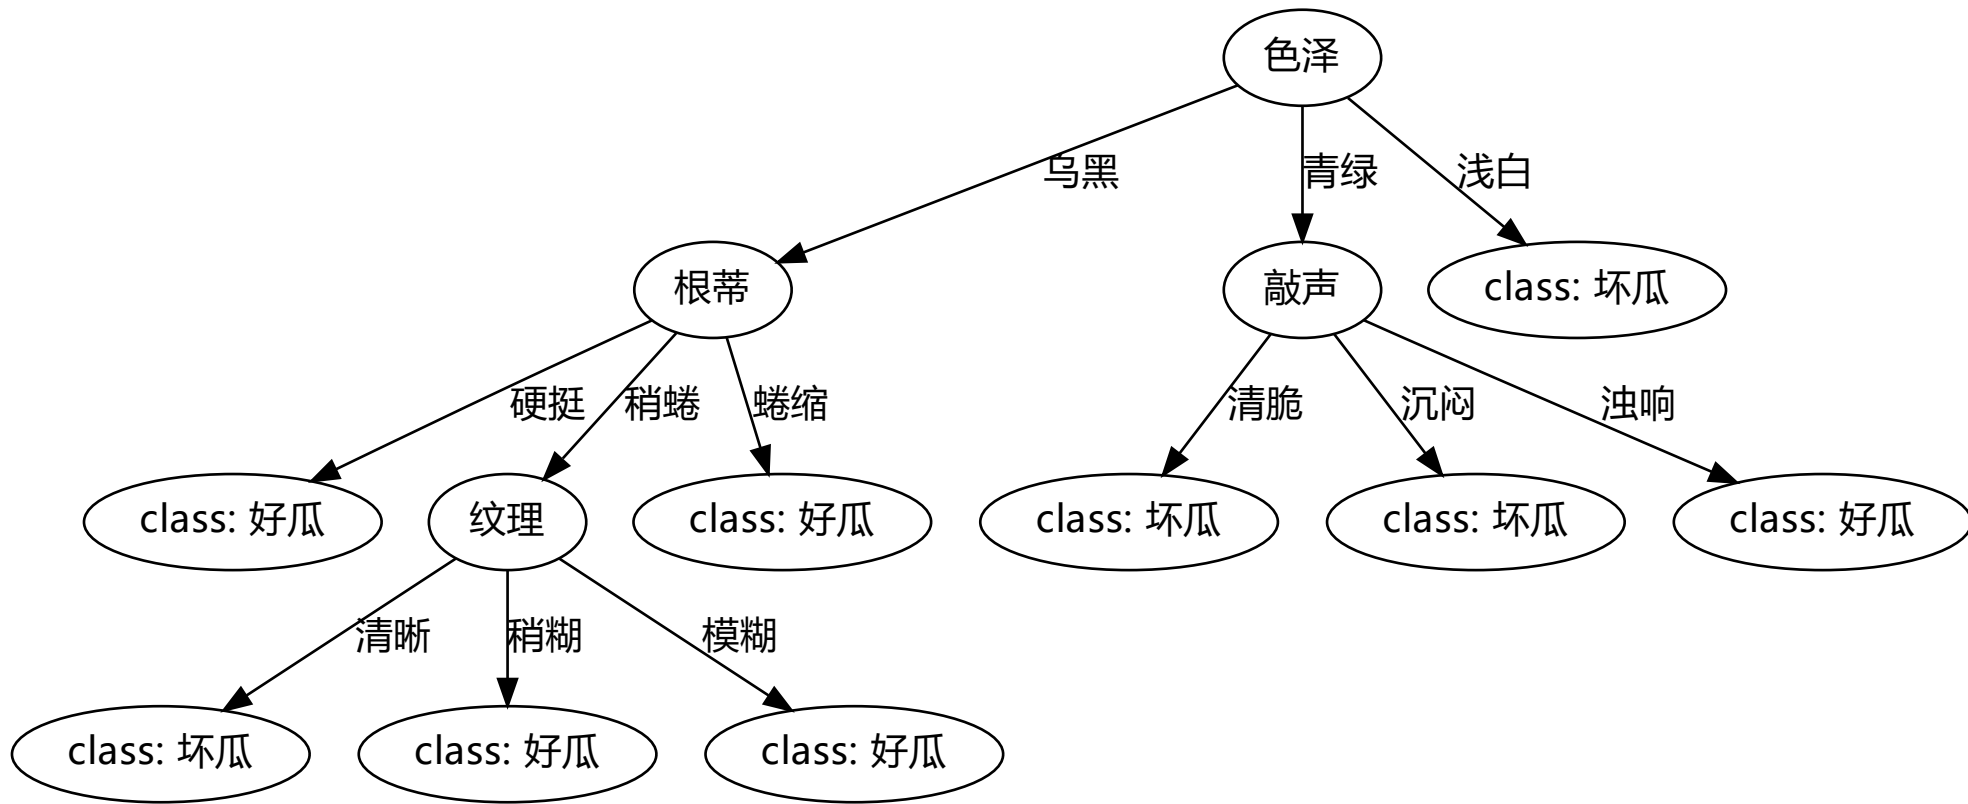 色泽
乌黑
青绿
浅白
根蒂
敲声
class: 坏瓜
硬挺
稍蜷
蜷缩
清脆
沉闷
浊响
class: 好瓜
纹理
class: 好瓜
class: 坏瓜
class: 坏瓜
class: 好瓜
清晰
稍糊
模糊
class: 坏瓜
class: 好瓜
class: 好瓜